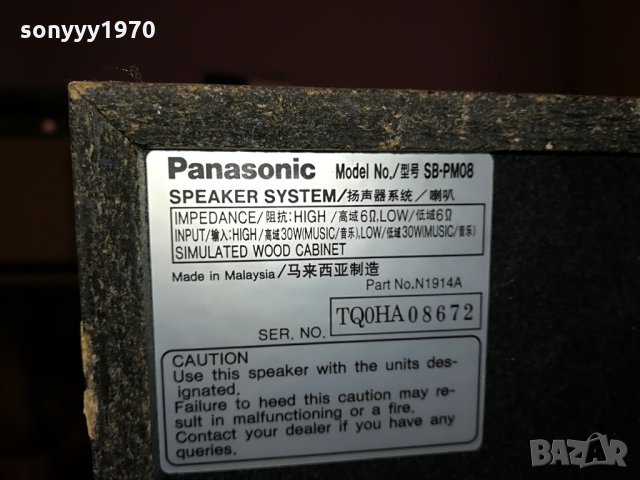 sonyyy1970
Panasonic Model No./型号 SB-PM08
SPEAKER SYSTEM/扬声器系统/喇叭
IMPEDANCE/阻抗:HIGH/高域6Ω,LOW/低域6Ω
INPUT/输入:HIGH/高域30W(MUSIC/音乐),LOW/低域30W(MUSIC/音乐)
SIMULATED WOOD CABINET
Made in Malaysia/马来西亚制造
Part No.N1914A
SER. NO. TQ0HA08672
CAUTION
Use this speaker with the units des-
ignated.
Failure to heed this caution may re-
sult in malfunctioning or a fire.
Contact your dealer if you have any
queries.
BAZAR